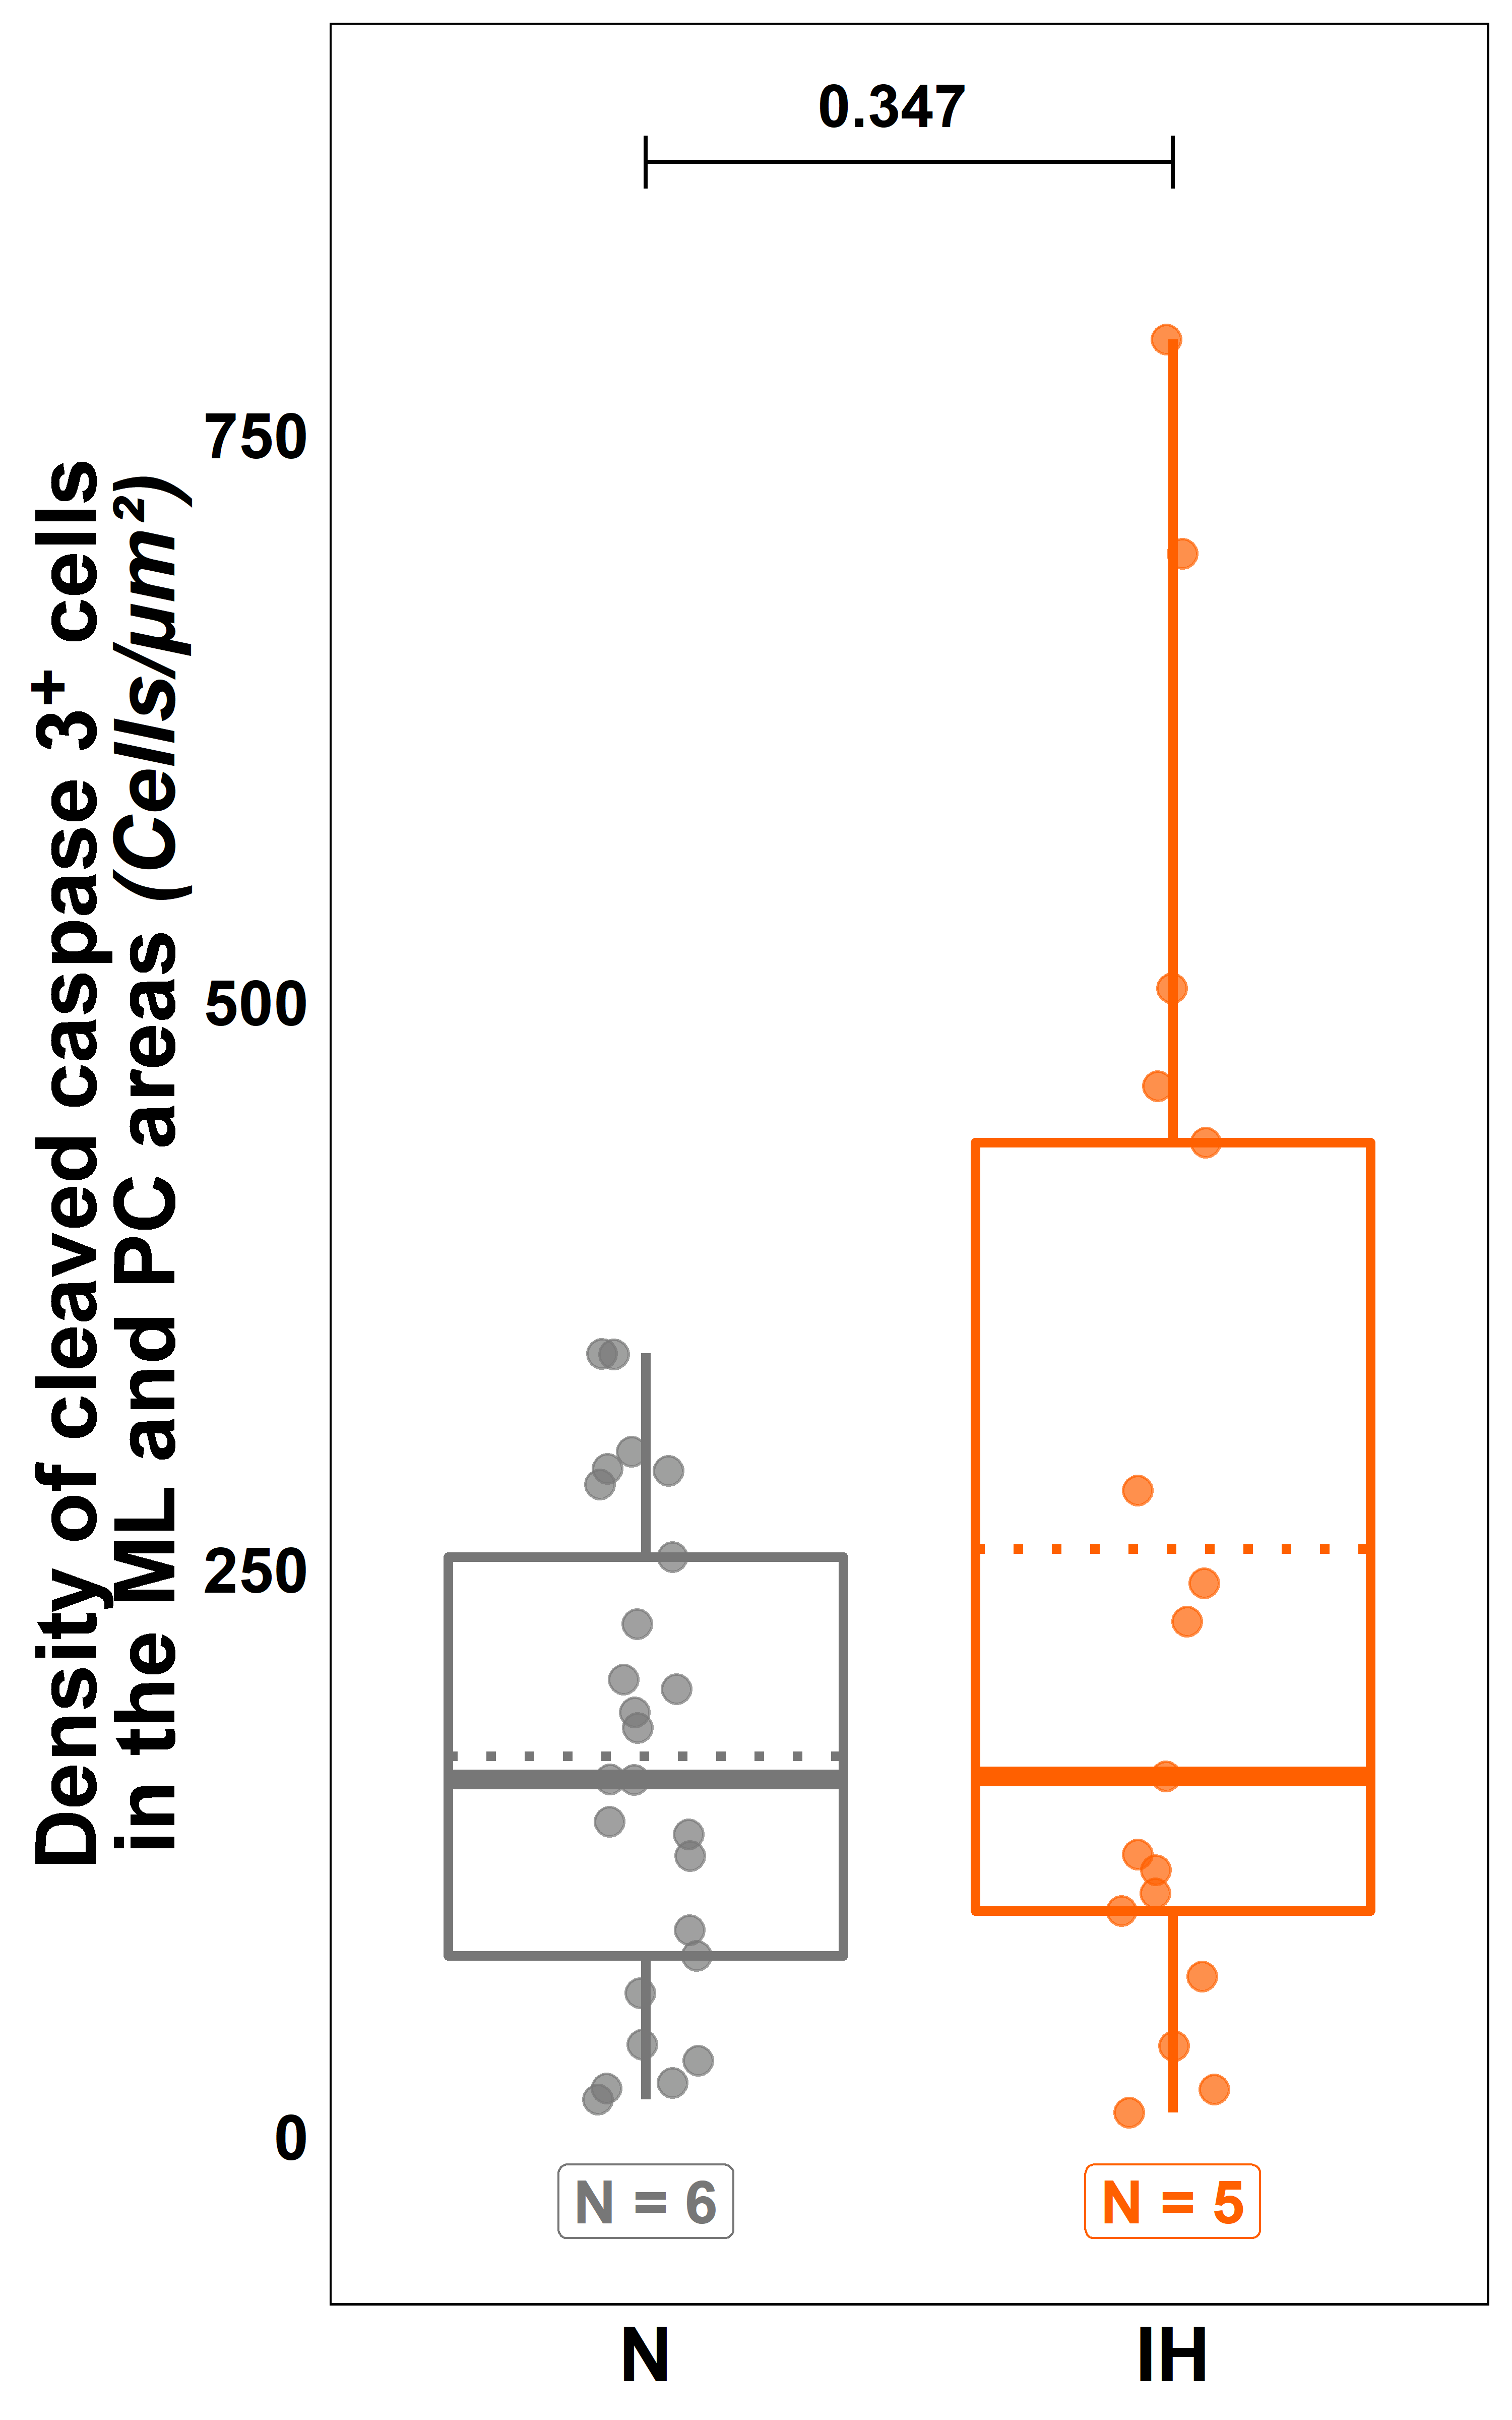 0.347
Density of cleaved caspase 3⁺ cells
in the ML and PC areas (Cells/µm²)
750
500
250
0
N = 6
N = 5
N
IH